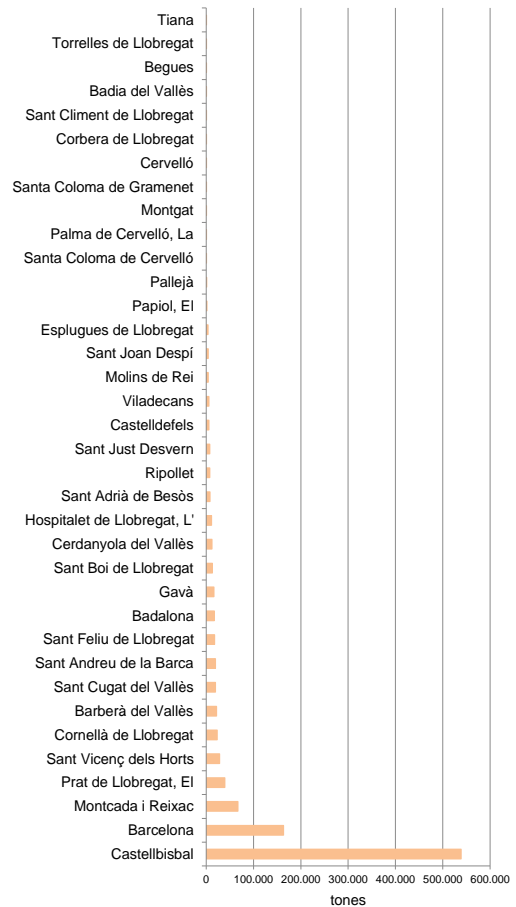 Tiana
Torrelles de Llobregat
Begues
Badia del Vallès
Sant Climent de Llobregat
Corbera de Llobregat
Cervelló
Santa Coloma de Gramenet
Montgat
Palma de Cervelló, La
Santa Coloma de Cervelló
Pallejà
Papiol, El
Esplugues de Llobregat
Sant Joan Despí
Molins de Rei
Viladecans
Castelldefels
Sant Just Desvern
Ripollet
Sant Adrià de Besòs
Hospitalet de Llobregat, L'
Cerdanyola del Vallès
Sant Boi de Llobregat
Gavà
Badalona
Sant Feliu de Llobregat
Sant Andreu de la Barca
Sant Cugat del Vallès
Barberà del Vallès
Cornellà de Llobregat
Sant Vicenç dels Horts
Prat de Llobregat, El
Montcada i Reixac
Barcelona
Castellbisbal
0 100.000 200.000 300.000 400.000 500.000 600.000
tones